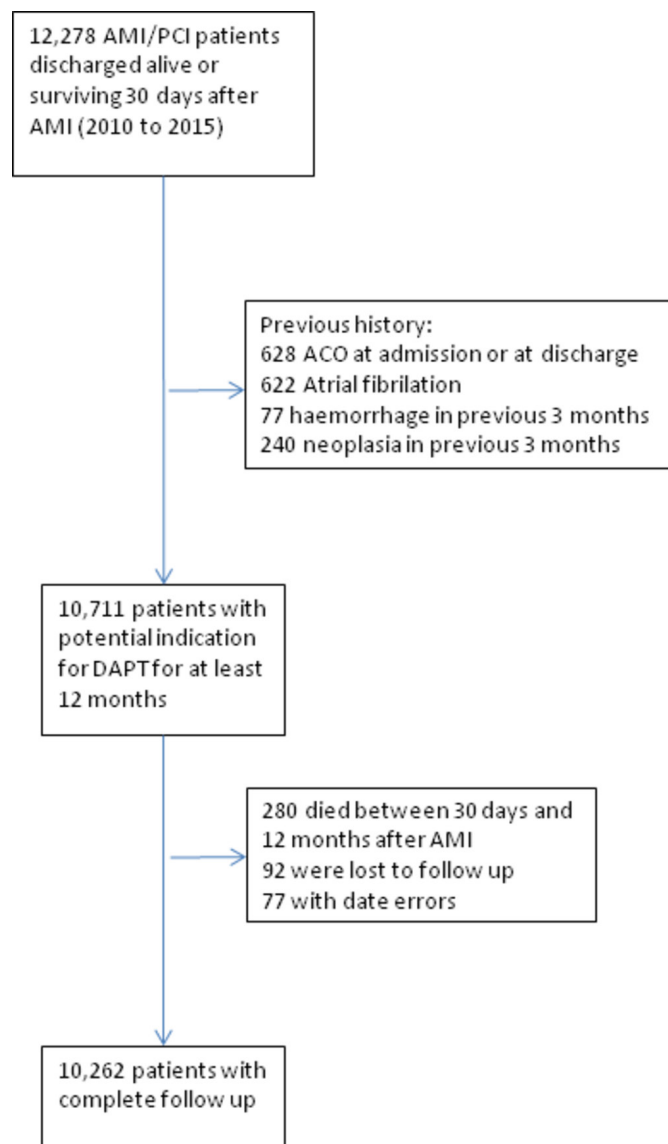 12,278 AMI/PCI patients
discharged alive or
surviving 30 days after
AMI (2010 to 2015)
Previous history:
628 ACO at admission or at discharge
622 Atrial fibrilation
77 haemorrhage in previous 3 months
240 neoplasia in previous 3 months
10,711 patients with
potential indication
for DAPT for at least
12 months
280 died between 30 days and
12 months after AMI
92 were lost to follow up
77 with date errors
10,262 patients with
complete follow up